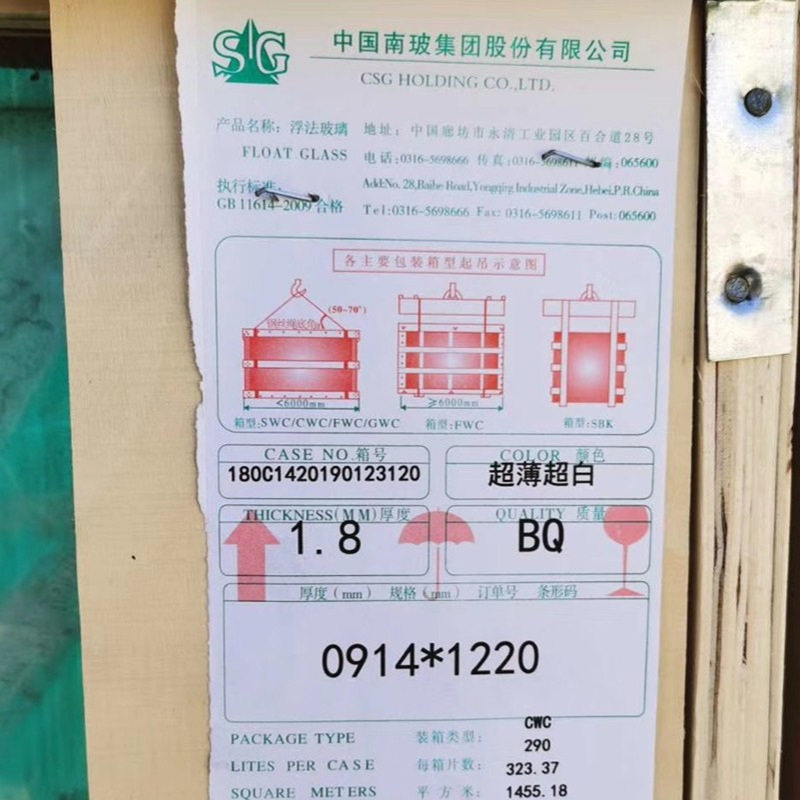 SG
中国南玻集团股份有限公司
CSG HOLDING CO.,LTD.
产品名称：浮法玻璃 地址：中国廊坊市永清工业园区百合道28号
FLOAT GLASS 电话:0316-5698666 传真:0316-5698611 邮编:065600
执行标准: Add:No. 28,Baihe Road,Yongqirg Industrial Zone,Hebei,P.R.China
GB 11614-2009 合格 Tel:0316-5698666 Fax: 0316-5698611 Post:065600
各主要包装箱型起吊示意图
(50-70°)
钢丝绳底角
<6000mm ≥6000mm
箱型:SWC/CWC/FWC/GWC 箱型:FWC 箱型:SBK
CASE NO.箱号 COLOR 颜色
180C1420190123120 超薄超白
THICKNESS(MM)厚度 QUALITY 质量
1.8 BQ
厚度（mm） 规格（mm） 订单号 条形码
0914*1220
PACKAGE TYPE 装箱类型: CWC
LITES PER CASE 每箱片数: 290
SQUARE METERS 平方米: 323.37
1455.18